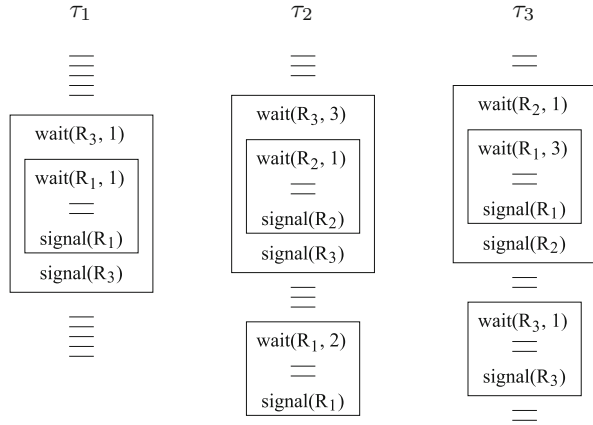 τ1
wait(R3, 1)
wait(R1, 1)
signal(R1)
signal(R3)
τ2
wait(R3, 3)
wait(R2, 1)
signal(R2)
signal(R3)
wait(R1, 2)
signal(R1)
τ3
wait(R2, 1)
wait(R1, 3)
signal(R1)
signal(R2)
wait(R3, 1)
signal(R3)